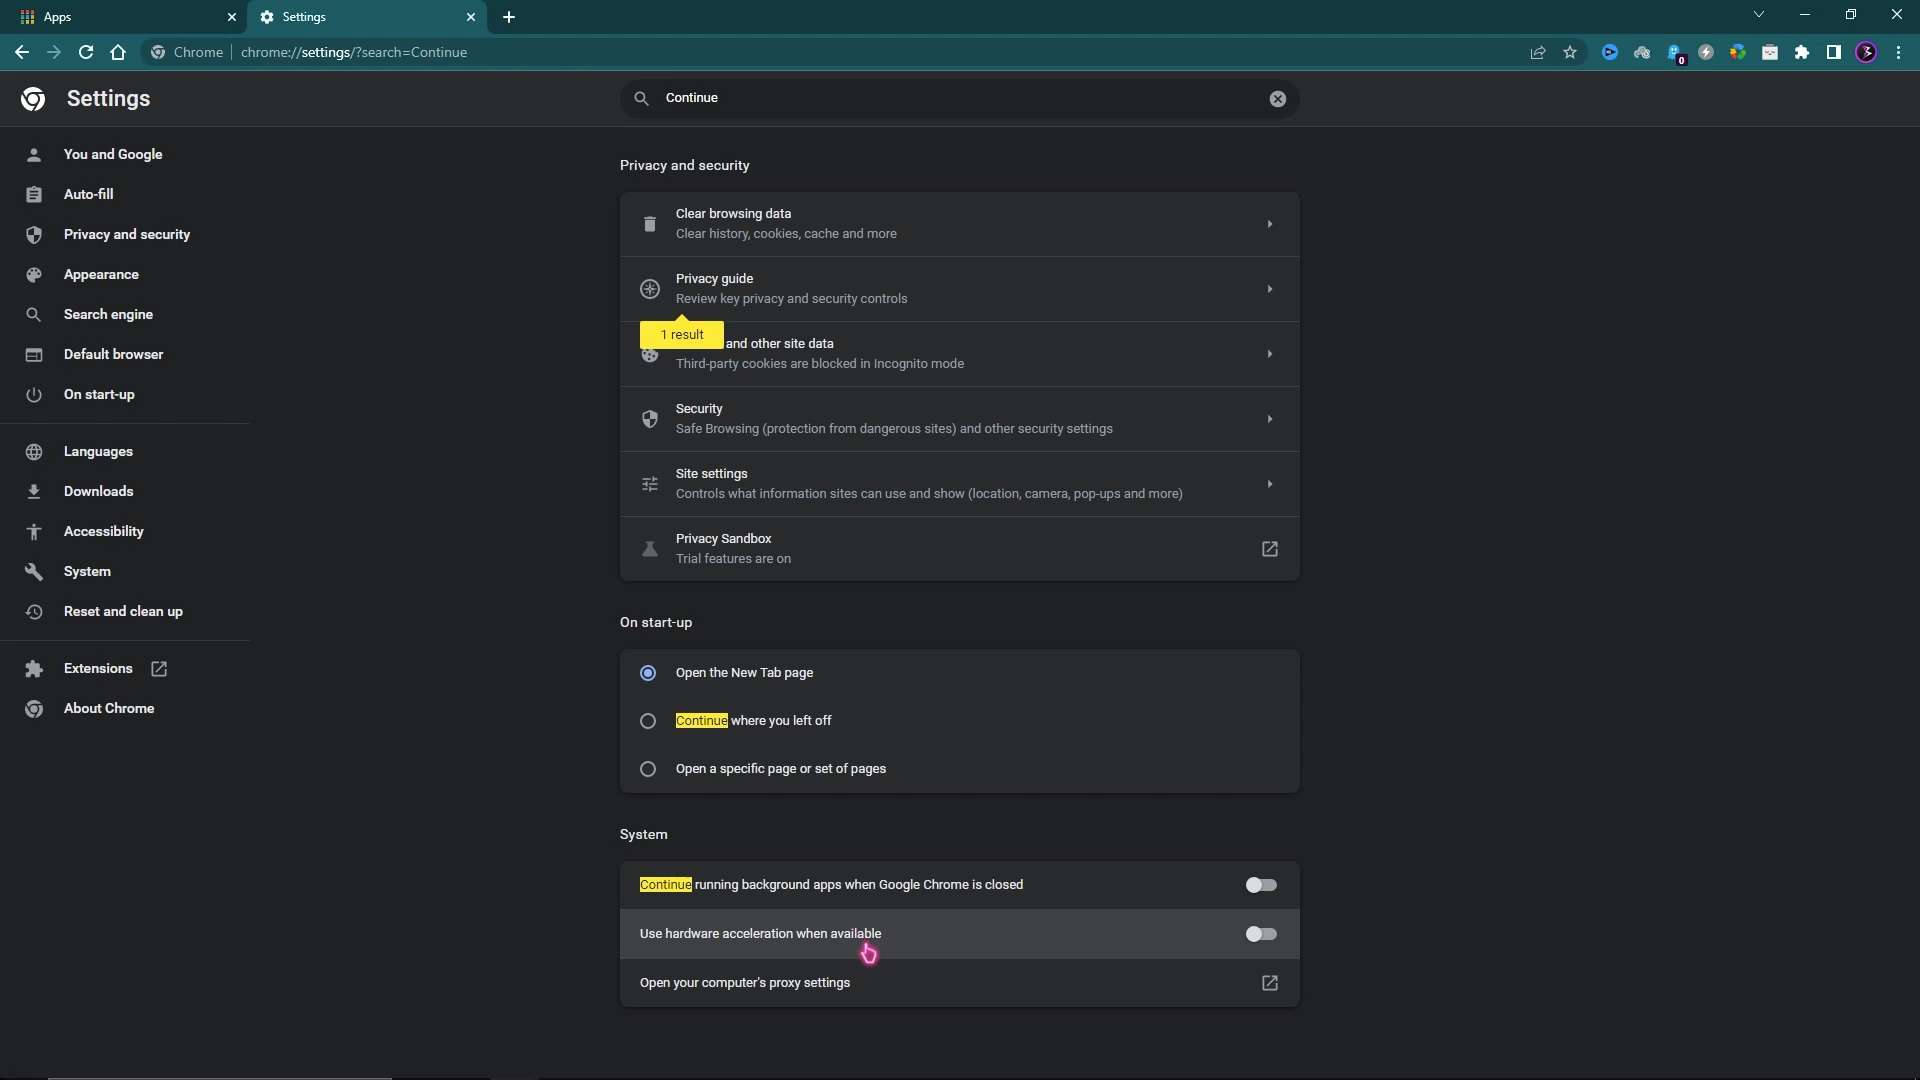 Apps
Settings
Chrome
chrome://settings/?search=Continue
0
Settings
Continue
You and Google
Auto-fill
Privacy and security
Appearance
Search engine
Default browser
On start-up
Languages
Downloads
Accessibility
System
Reset and clean up
Extensions
About Chrome
Privacy and security
Clear browsing data
Clear history, cookies, cache and more
Privacy guide
Review key privacy and security controls
1 result
and other site data
Third-party cookies are blocked in Incognito mode
Security
Safe Browsing (protection from dangerous sites) and other security settings
Site settings
Controls what information sites can use and show (location, camera, pop-ups and more)
Privacy Sandbox
Trial features are on
On start-up
Open the New Tab page
Continue where you left off
Open a specific page or set of pages
System
Continue running background apps when Google Chrome is closed
Use hardware acceleration when available
Open your computer's proxy settings